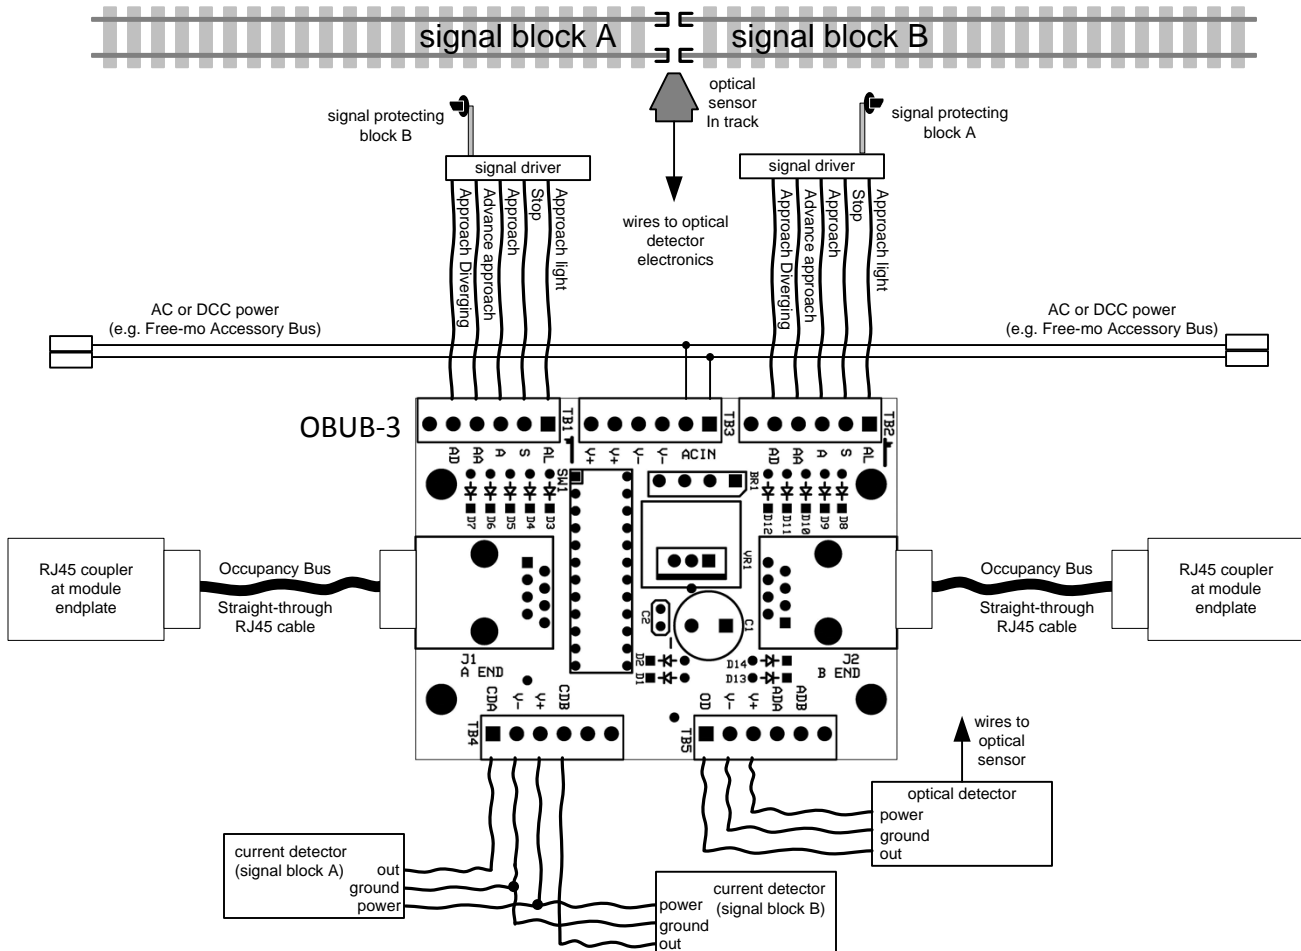 signal block A
signal block B
optical
sensor
In track
signal protecting
block B
signal protecting
block A
signal driver
signal driver
Approach Diverging
Advance approach
Approach
Stop
Approach light
wires to optical
detector
electronics
Approach Diverging
Advance approach
Approach
Stop
Approach light
AC or DCC power
(e.g. Free-mo Accessory Bus)
AC or DCC power
(e.g. Free-mo Accessory Bus)
OBUB-3
TB1
TB3
TB2
AD AA A S AL
V+ V+ V- V- ACIN
AD AA A S AL
SW1
BR1
D7 D6 D5 D4 D3
D12 D11 D10 D9 D8
VR1
RJ45 coupler
at module
endplate
Occupancy Bus
Straight-through
RJ45 cable
Occupancy Bus
Straight-through
RJ45 cable
RJ45 coupler
at module
endplate
C2
C1
J1
A END
D2
D1
D14
D13
J2
B END
CDA V- V+ CDB
OD V- V+ ADA ADB
TB4
TB5
wires to
optical
sensor
optical detector
power
ground
out
current detector
(signal block A)
out
ground
power
current detector
(signal block B)
power
ground
out